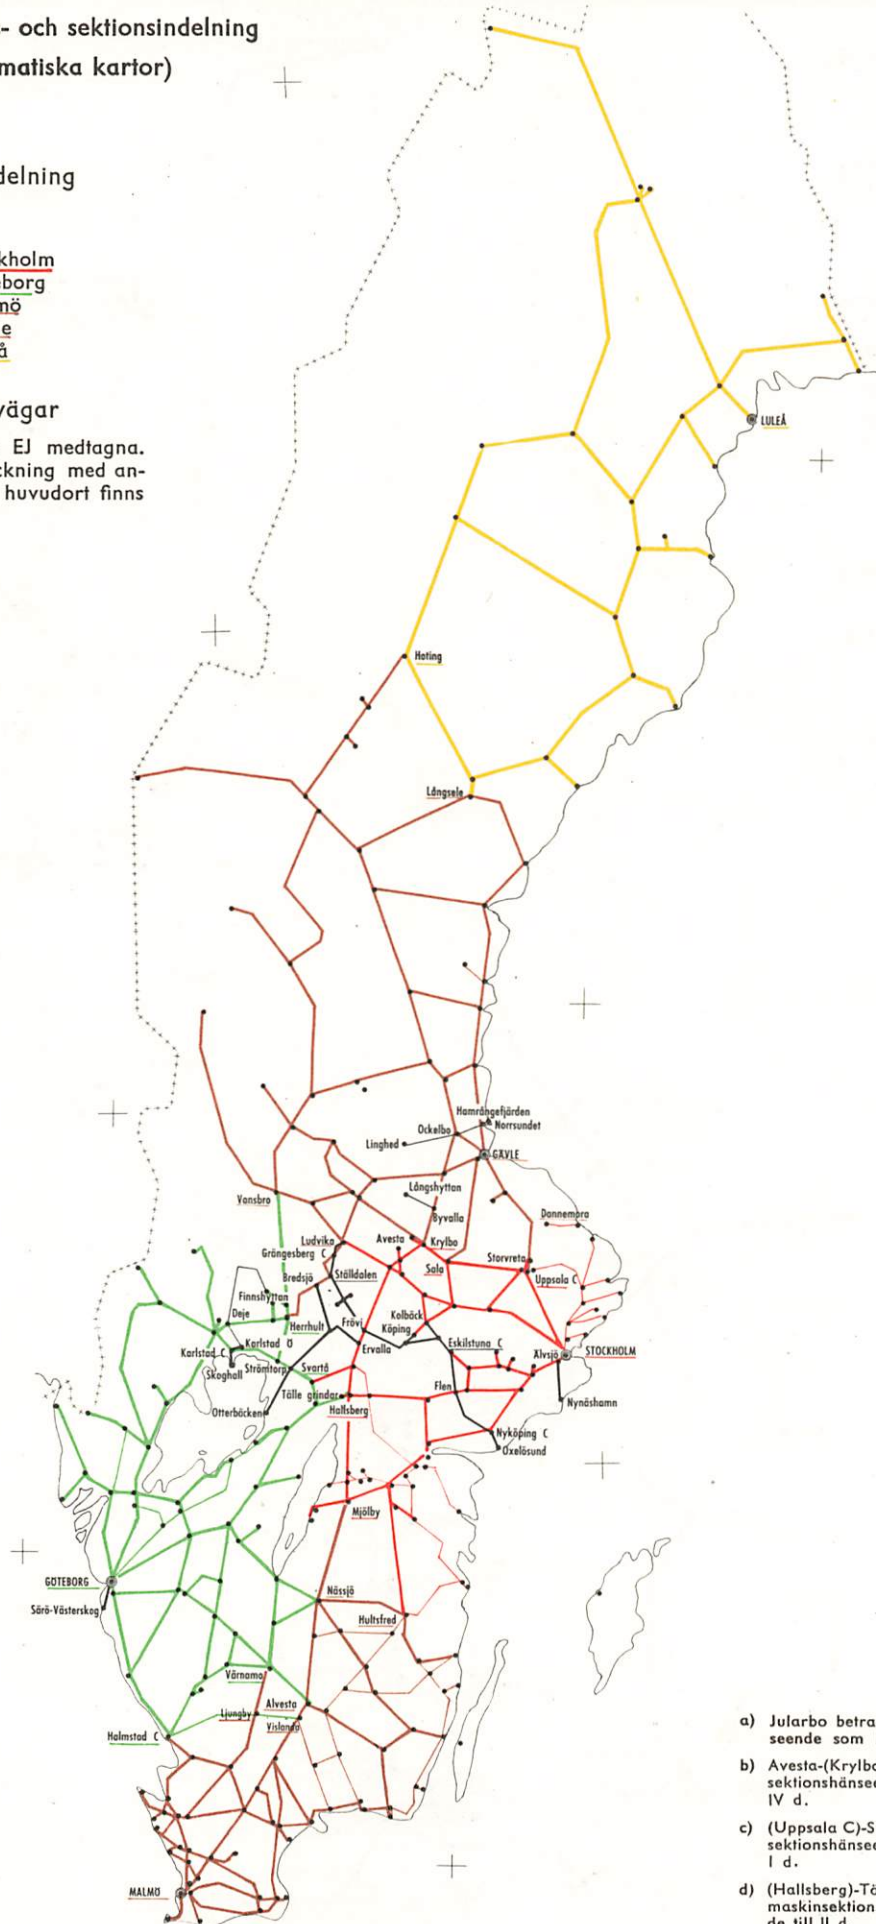 - och sektionsindelning
matiska kartor)
delning
kholm
borg
mö
e
å
vägar
EJ medtagna.
ckning med an-
huvudort finns
LULEÅ
Hoting
Långsele
Hamrångefjärden
Ockelbo
Norrsundet
Linghed
GÄVLE
Långshyttan
Vansbro
Byvalla
Dannemora
Ludvika
Avesta
Krylbo
Grängesberg C
Storvreta
Sala
Bredsjö
Ställdalen
Uppsala C
Finnshyttan
Deje
Kolbäck
Herrhult
Frövi
Köping
Karlstad Ö
Eskilstuna C
Karlstad C
Ervalla
Älvsjö
STOCKHOLM
Strömtorp
Svartå
Skoghall
Flen
Tälle grindar
Nynäshamn
Otterbäcken
Hallsberg
Nyköping C
Oxelösund
Mjölby
GÖTEBORG
Nässjö
Särö-Västerskog
Hultsfred
Värnamo
Alvesta
Ljungby
Vislanda
Halmstad C
MALMÖ
a) Jularbo betra
seende som
b) Avesta-(Krylbo
sektionshänsee
IV d.
c) (Uppsala C)-S
sektionshänsee
I d.
d) (Hallsberg)-Tä
maskinsektion
de till II d